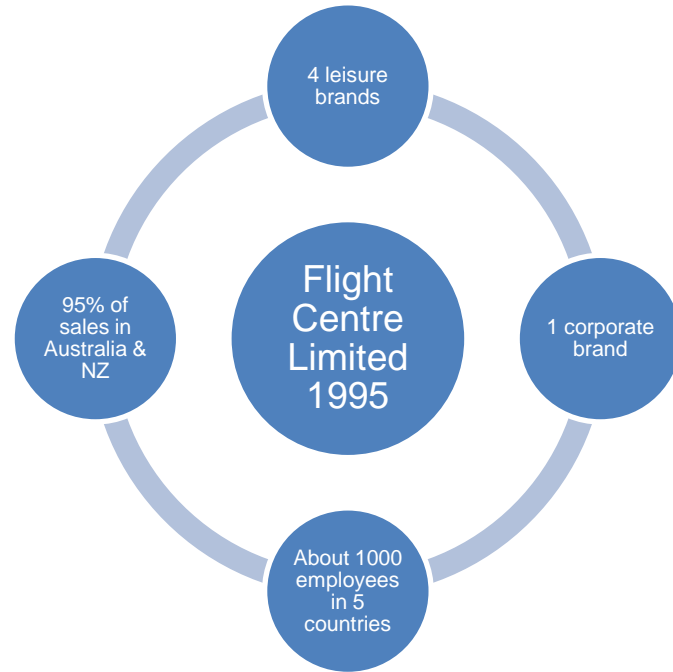 4 leisure
brands
Flight
Centre
Limited
1995
95% of
sales in
Australia &
NZ
1 corporate
brand
About 1000
employees
in 5
countries